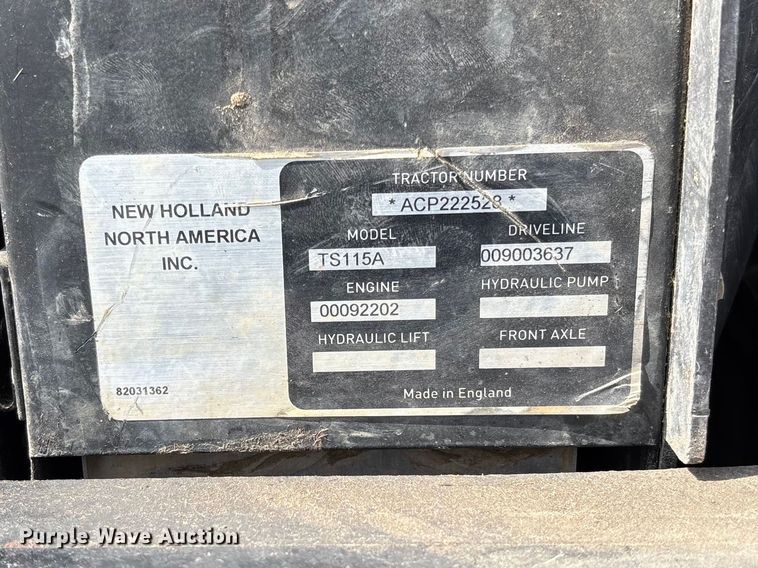 NEW HOLLAND
NORTH AMERICA
INC.
82031362
TRACTOR NUMBER
* ACP222528 *
MODEL
DRIVELINE
TS115A
009003637
ENGINE
HYDRAULIC PUMP
00092202
HYDRAULIC LIFT
FRONT AXLE
Made in England
Purple Wave Auction